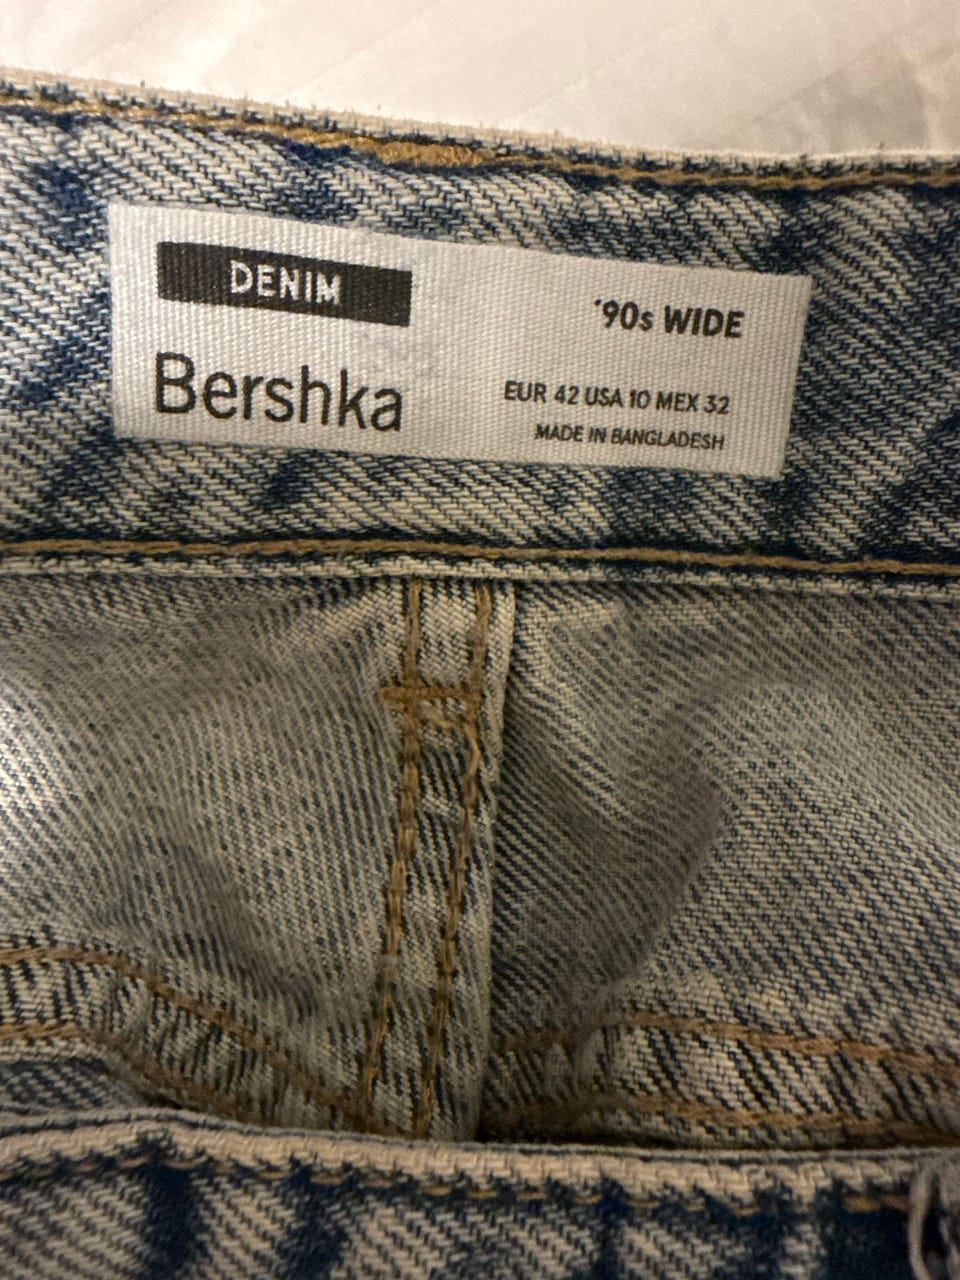 DENIM
Bershka
'90s WIDE
EUR 42 USA 10 MEX 32
MADE IN BANGLADESH